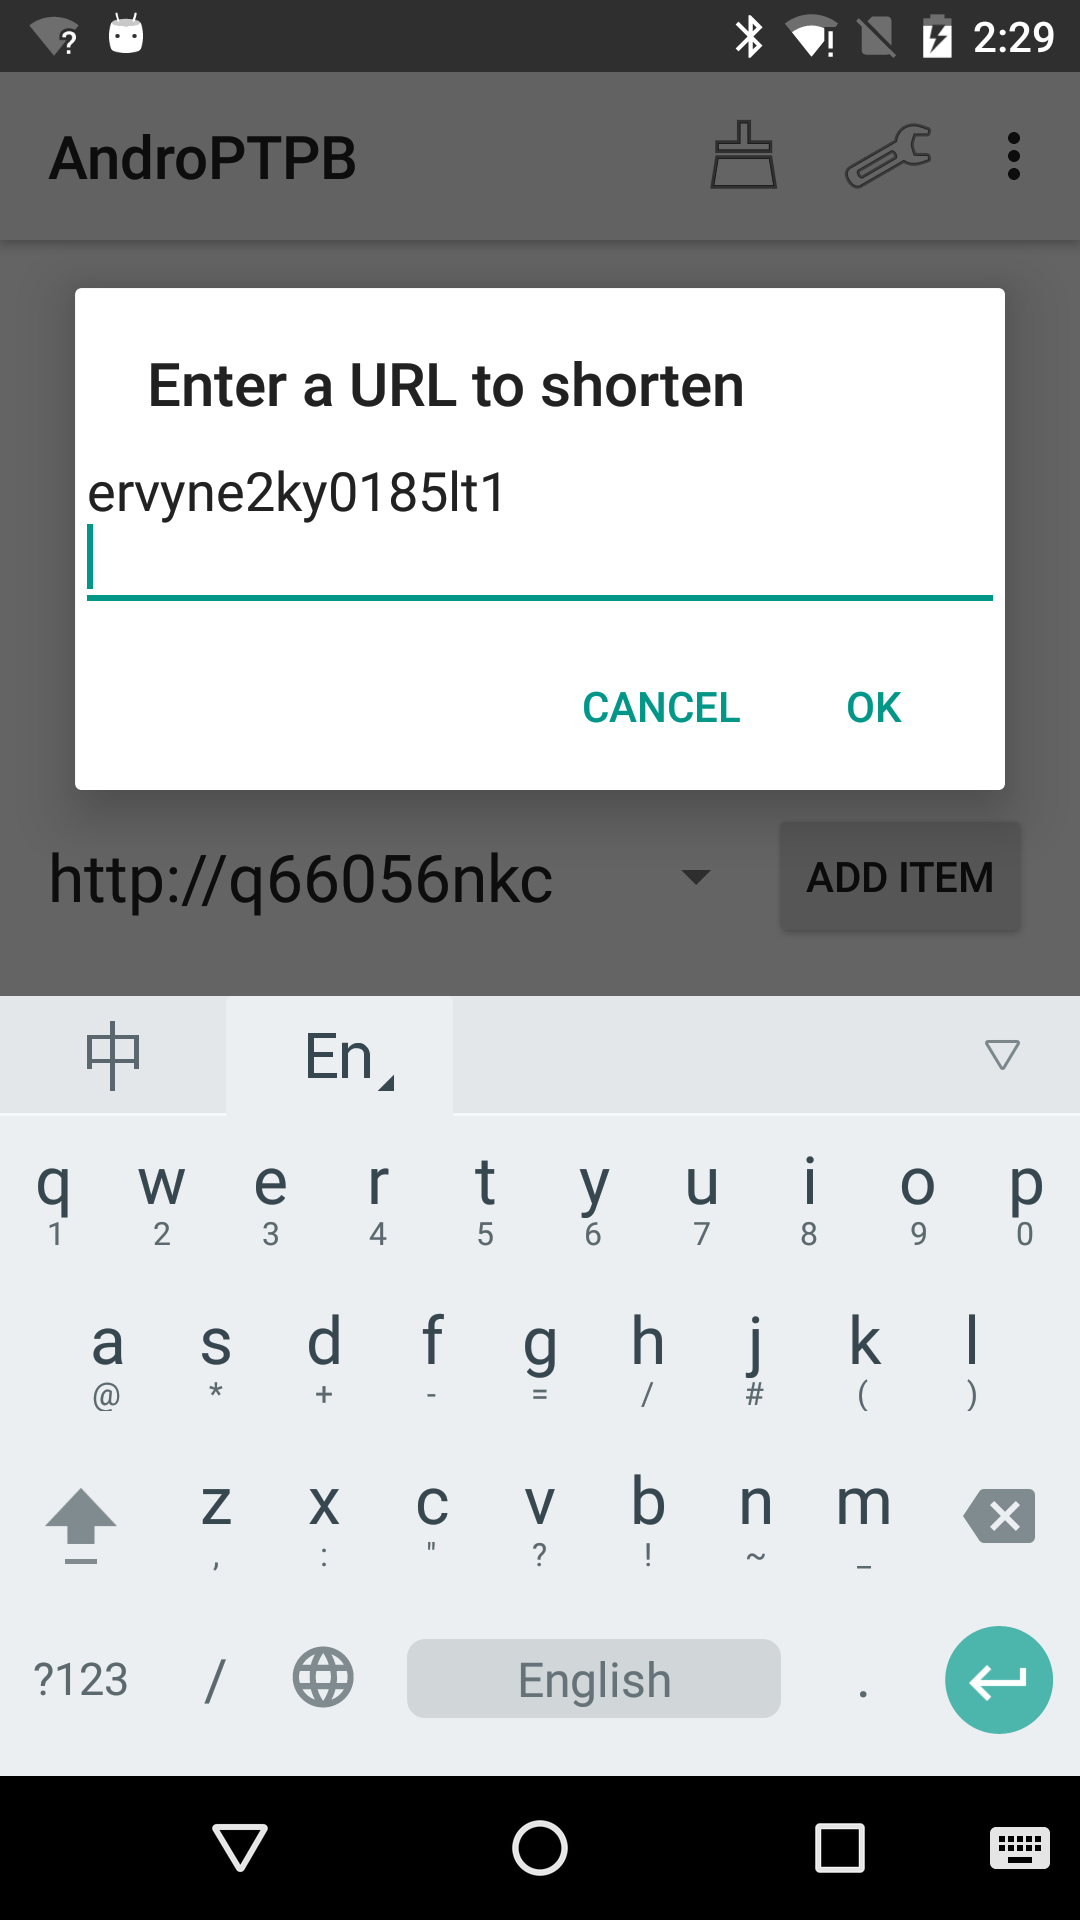 2:29
AndroPTPB
Enter a URL to shorten
ervyne2ky0185lt1
CANCEL OK
http://q66056nkc ADD ITEM
中 En
q w e r t y u i o p
1 2 3 4 5 6 7 8 9 0
a s d f g h j k l
@ * + - = / # ( )
z x c v b n m
, : " ? ! ~ _
?123 / English .